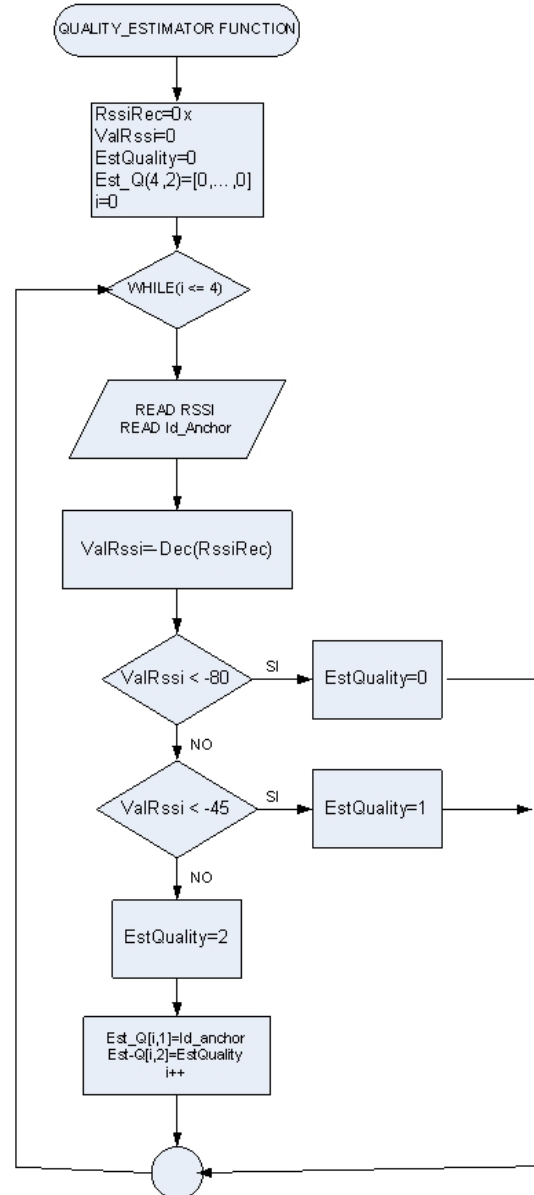 QUALITY_ESTIMATOR FUNCTION
RssiRec=0x
ValRssi=0
EstQuality=0
Est_Q(4,2)=[0,...,0]
i=0
WHILE(i <= 4)
READ RSSI
READ Id_Anchor
ValRssi=-Dec(RssiRec)
ValRssi < -80
SI
EstQuality=0
NO
ValRssi < -45
SI
EstQuality=1
NO
EstQuality=2
Est_Q[i,1]=Id_anchor
Est-Q[i,2]=EstQuality
i++